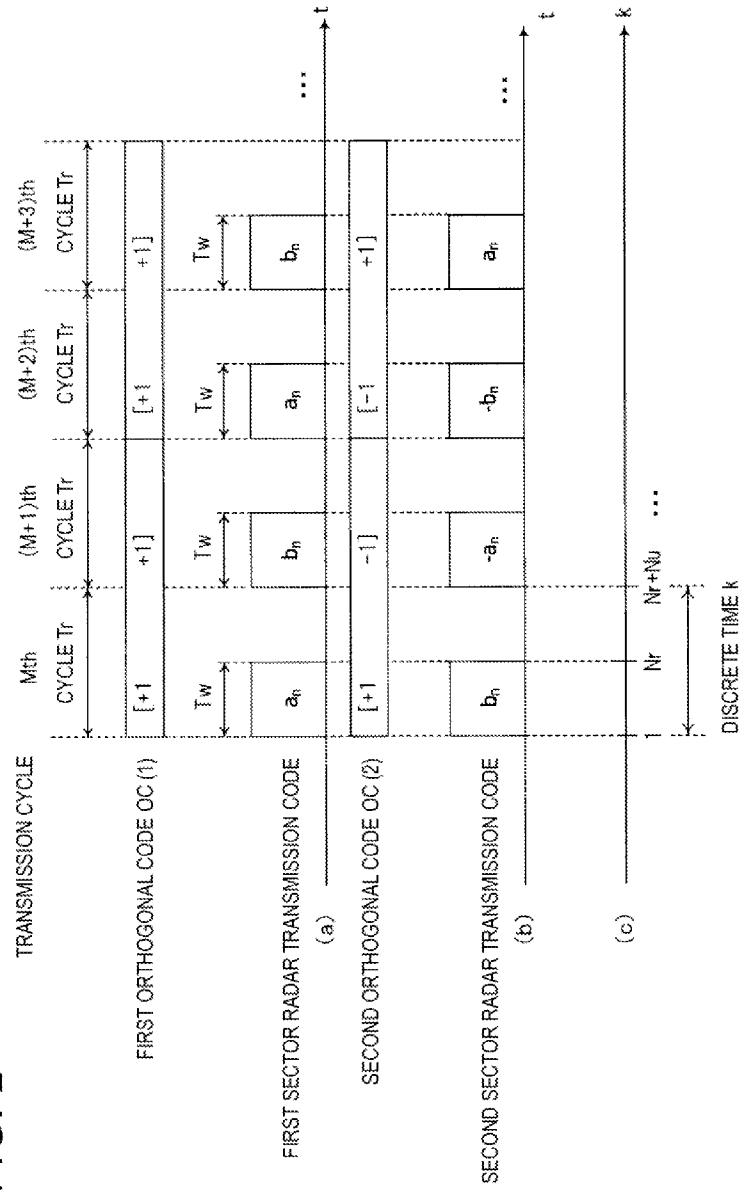 TRANSMISSION CYCLE
Mth
(M+1)th
(M+2)th
(M+3)th
CYCLE Tr
CYCLE Tr
CYCLE Tr
CYCLE Tr
FIRST ORTHOGONAL CODE OC (1)
[+1
+1]
[+1
+1]
Tw
Tw
Tw
Tw
FIRST SECTOR RADAR TRANSMISSION CODE
an
bn
an
bn
...
(a)
t
SECOND ORTHOGONAL CODE OC (2)
[+1
-1]
[-1
+1]
SECOND SECTOR RADAR TRANSMISSION CODE
bn
-an
-bn
an
...
(b)
t
(c)
k
1
Nr
Nr+Nu
...
DISCRETE TIME k